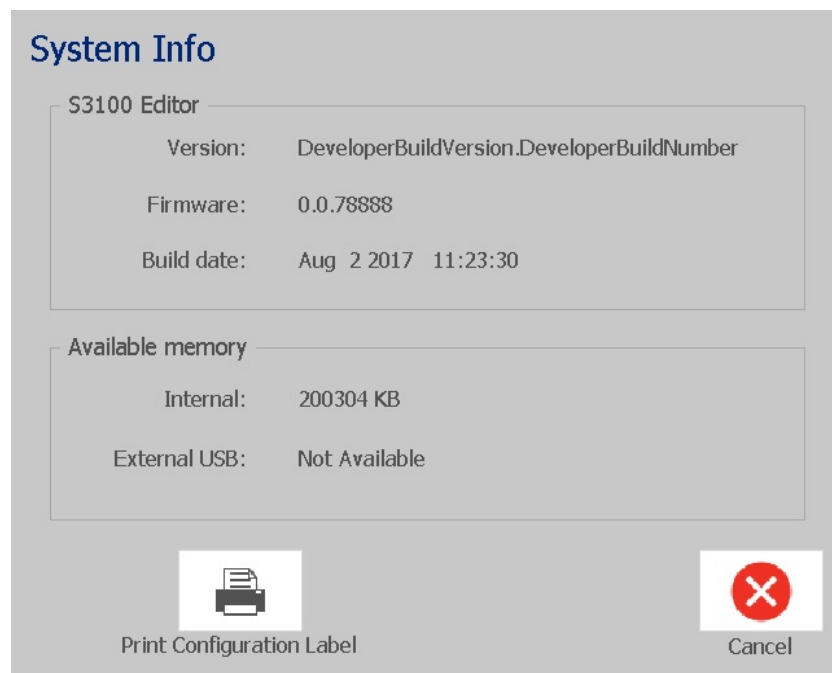 System Info
S3100 Editor
Version: DeveloperBuildVersion.DeveloperBuildNumber
Firmware: 0.0.78888
Build date: Aug  2 2017   11:23:30
Available memory
Internal: 200304 KB
External USB: Not Available
Print Configuration Label
Cancel